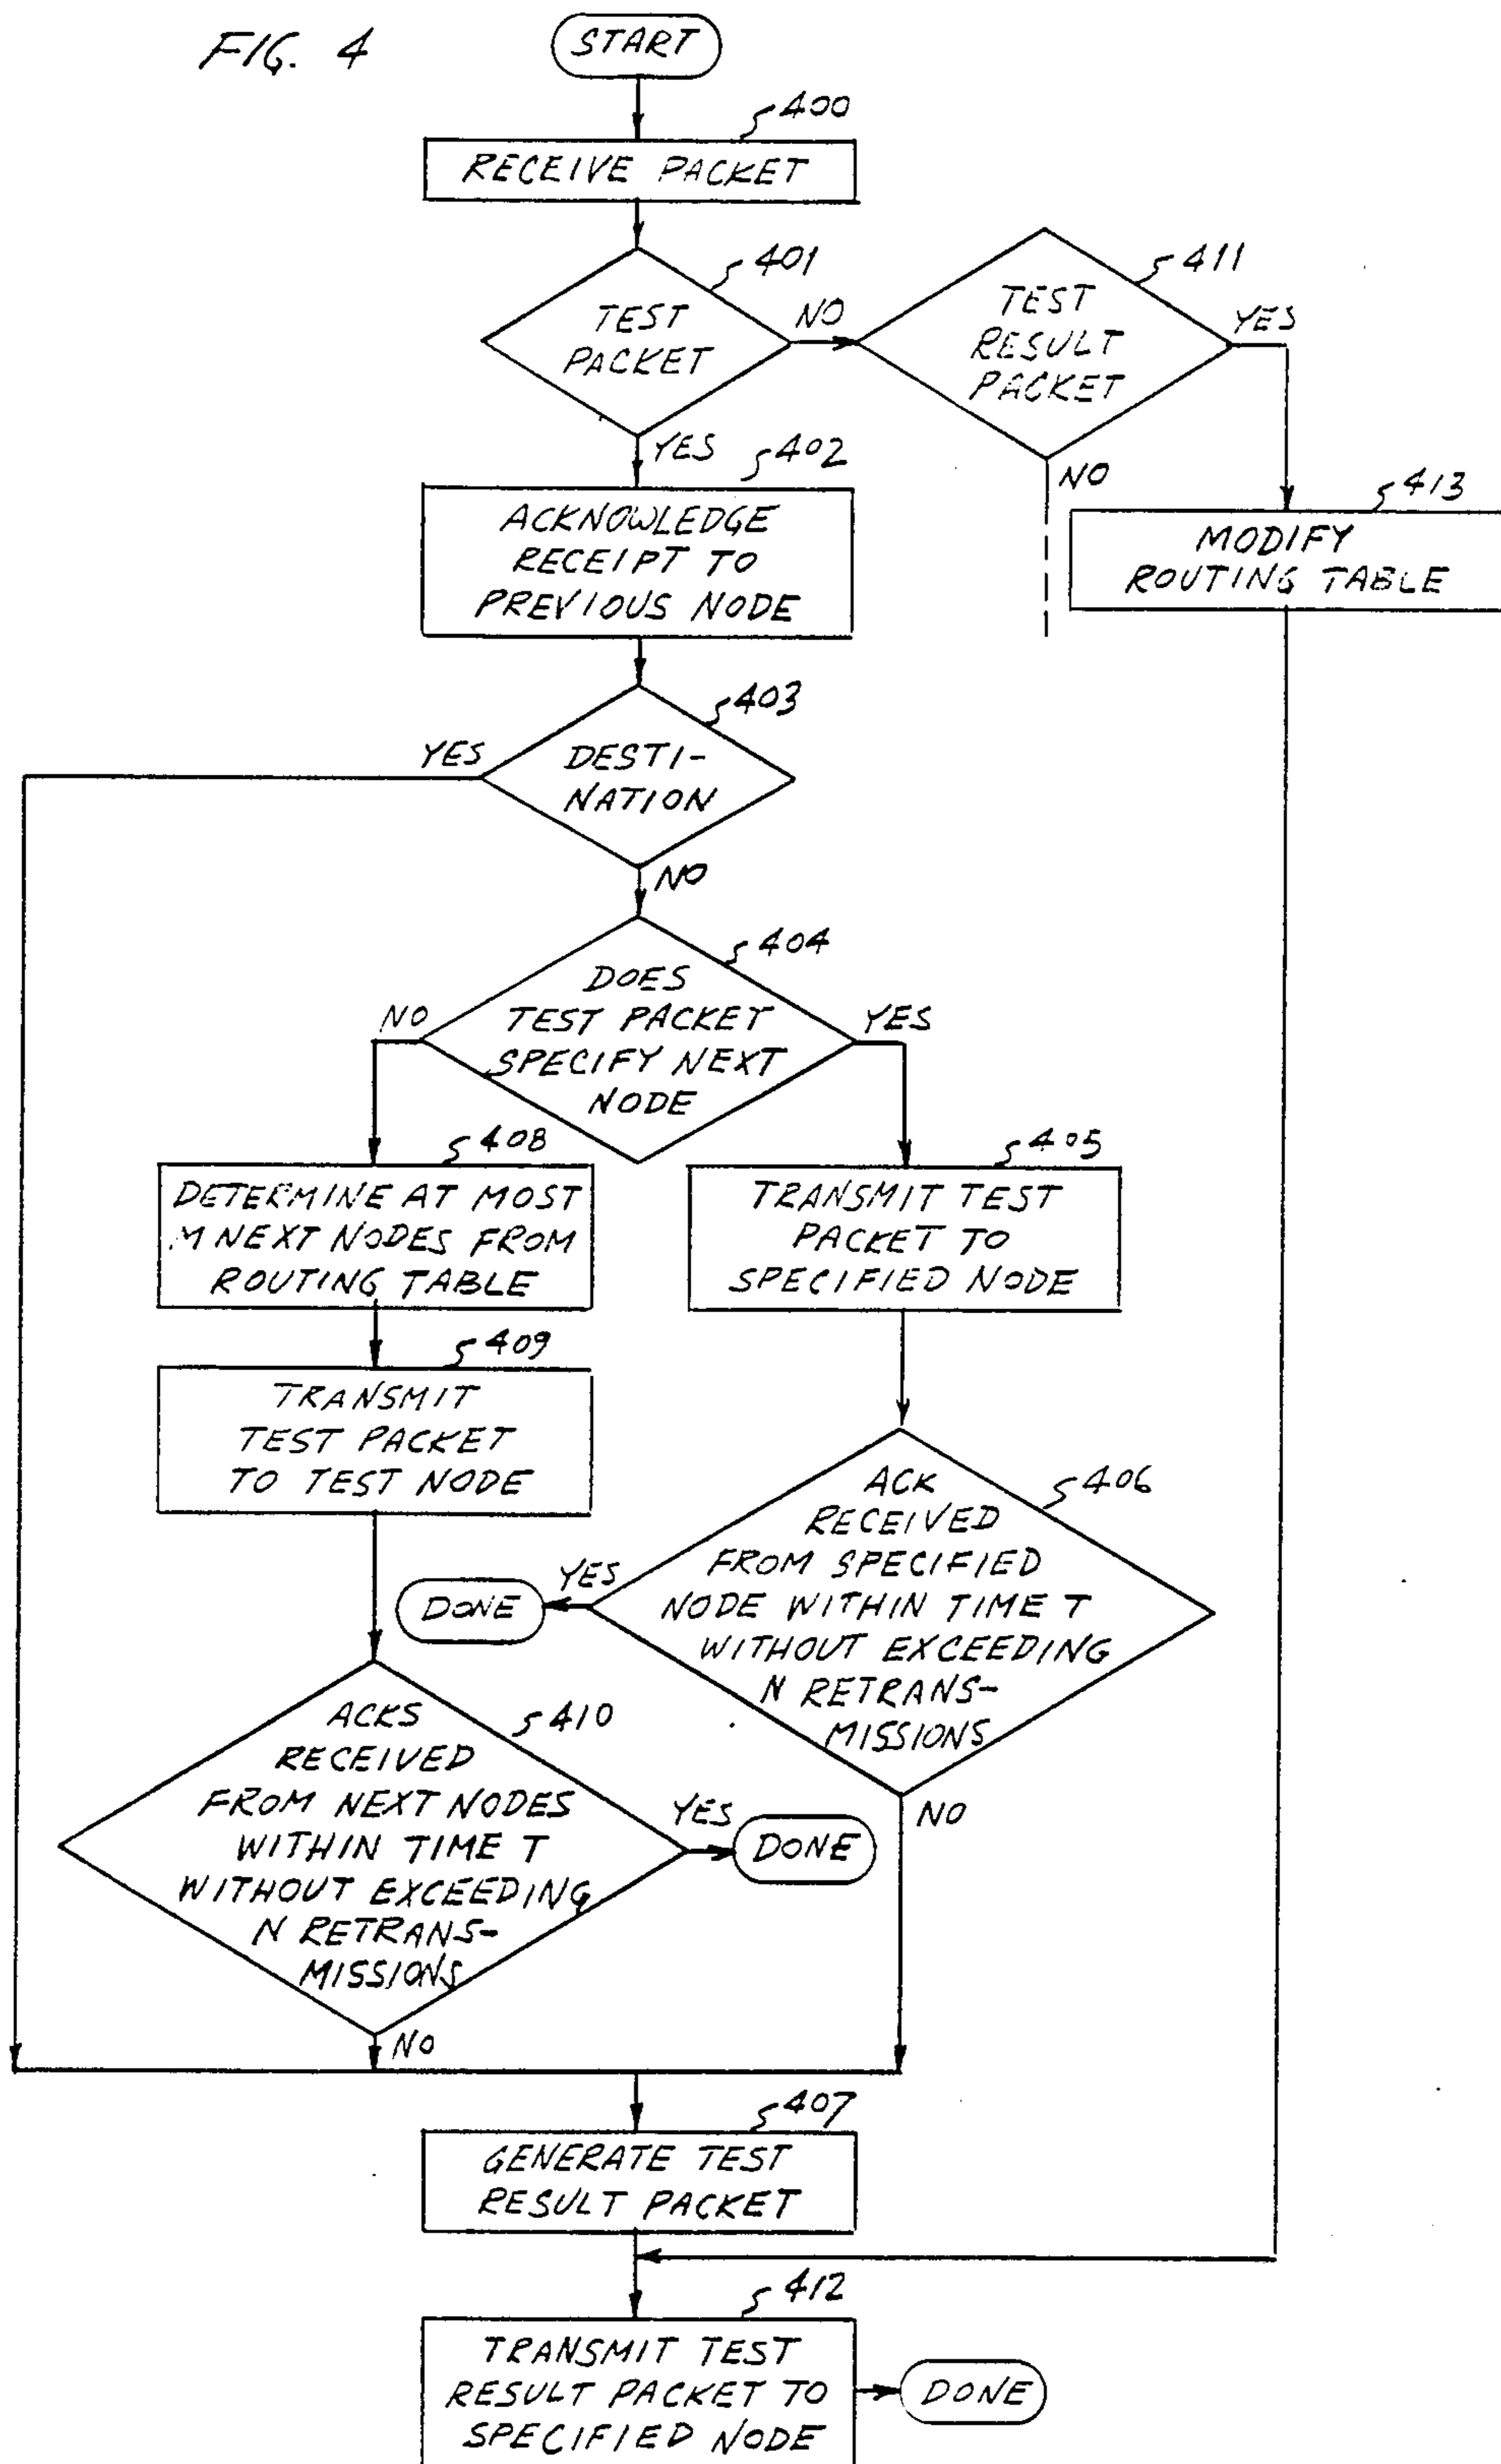 FIG. 4
START
400
RECEIVE PACKET
401
TEST
PACKET
NO
411
TEST
RESULT
PACKET
YES
NO
YES
402
ACKNOWLEDGE
RECEIPT TO
PREVIOUS NODE
413
MODIFY
ROUTING TABLE
403
DESTI-
NATION
YES
NO
404
DOES
TEST PACKET
SPECIFY NEXT
NODE
NO
YES
408
DETERMINE AT MOST
M NEXT NODES FROM
ROUTING TABLE
405
TRANSMIT TEST
PACKET TO
SPECIFIED NODE
409
TRANSMIT
TEST PACKET
TO TEST NODE
406
ACK
RECEIVED
FROM SPECIFIED
NODE WITHIN TIME T
WITHOUT EXCEEDING
N RETRANS-
MISSIONS
YES
DONE
NO
410
ACKS
RECEIVED
FROM NEXT NODES
WITHIN TIME T
WITHOUT EXCEEDING
N RETRANS-
MISSIONS
YES
DONE
NO
407
GENERATE TEST
RESULT PACKET
412
TRANSMIT TEST
RESULT PACKET TO
SPECIFIED NODE
DONE